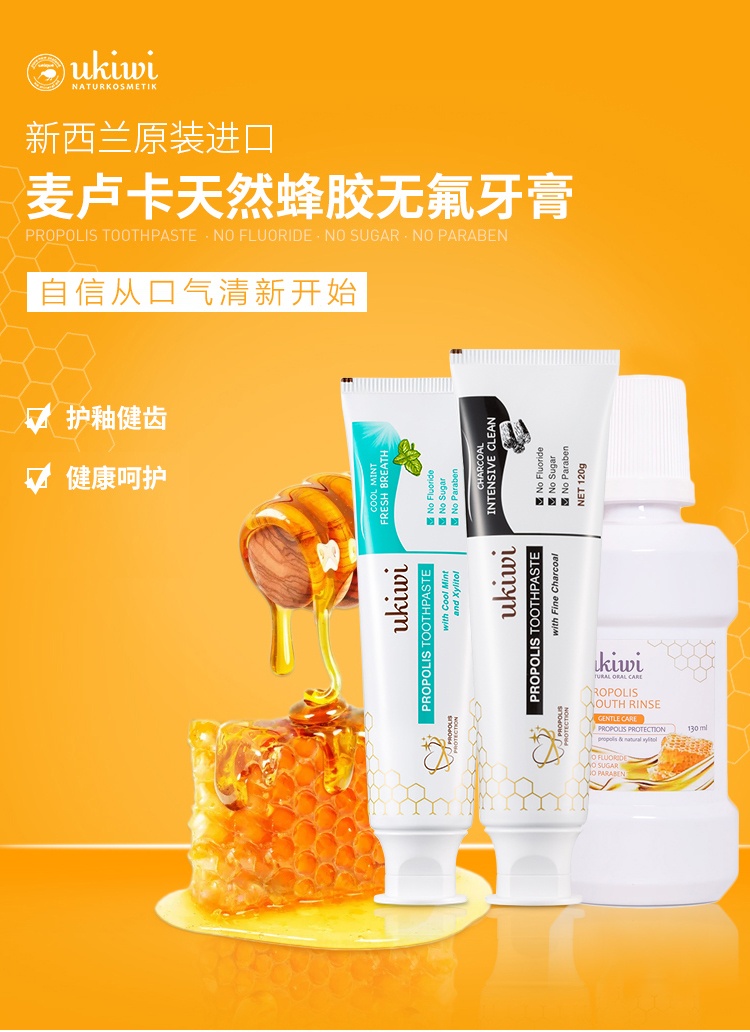 ukiwi
NATURKOSMETIK
新西兰原装进口
麦卢卡天然蜂胶无氟牙膏
PROPOLIS TOOTHPASTE · NO FLUORIDE · NO SUGAR · NO PARABEN
自信从口气清新开始
护釉健齿
健康呵护
COOL MINT
FRESH BREATH
No Fluoride
No Sugar
No Paraben
ukiwi
PROPOLIS TOOTHPASTE
with Cool Mint
and Xylitol
PROPOLIS
PROTECTION
CHARCOAL
INTENSIVE CLEAN
No Fluoride
No Sugar
No Paraben
NET 120g
ukiwi
PROPOLIS TOOTHPASTE
with Fine Charcoal
PROPOLIS
PROTECTION
ukiwi
TURAL ORAL CARE
ROPOLIS
OUTH RINSE
GENTLE CARE
PROPOLIS PROTECTION
130 ml
propolis & natural xylitol
NO FLUORIDE
NO SUGAR
NO PARABEN